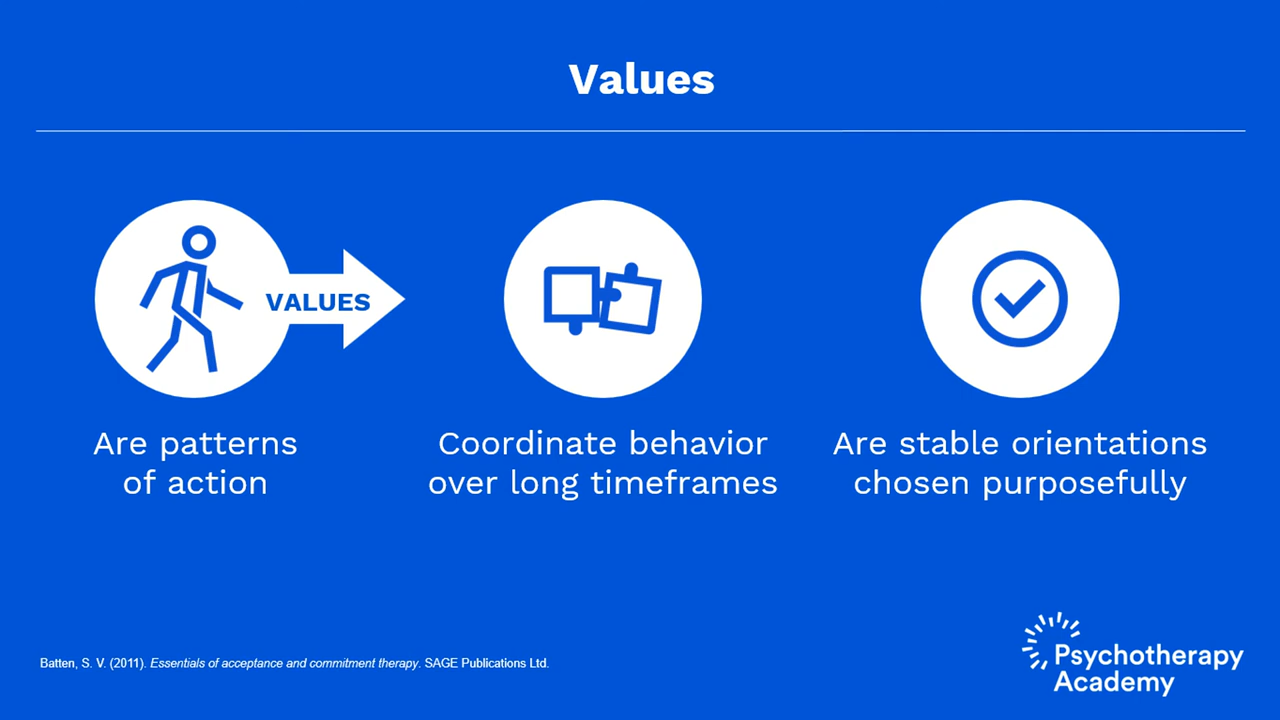 Values
VALUES
Are patterns
of action
Coordinate behavior
over long timeframes
Are stable orientations
chosen purposefully
Batten, S. V. (2011). Essentials of acceptance and commitment therapy. SAGE Publications Ltd.
Psychotherapy
Academy